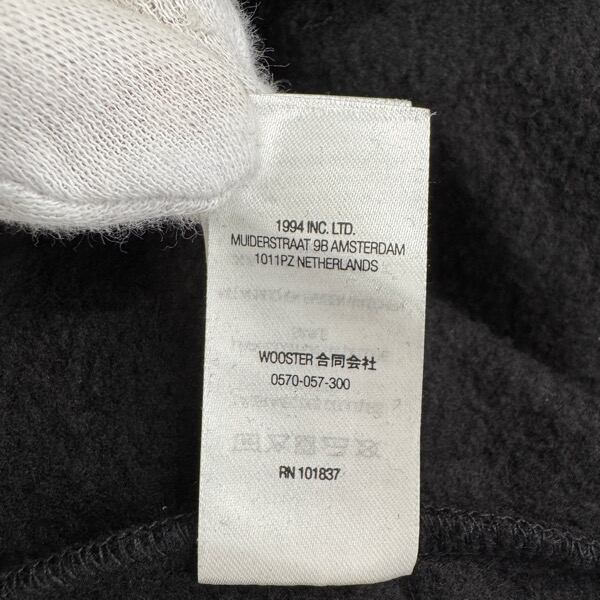 1994 INC. LTD.
MUIDERSTRAAT 9B AMSTERDAM
1011PZ NETHERLANDS
WOOSTER 合同会社
0570-057-300
RN 101837